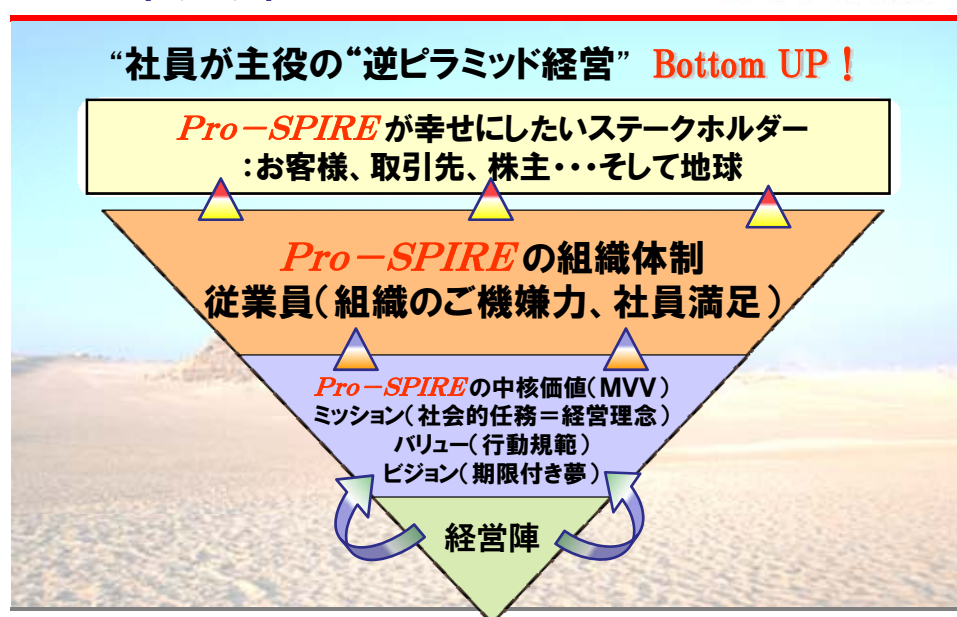 “社員が主役の“逆ピラミッド経営” Bottom UP！
Pro－SPIREが幸せにしたいステークホルダー
：お客様、取引先、株主・・・そして地球
Pro－SPIREの組織体制
従業員（組織のご機嫌力、社員満足）
Pro－SPIREの中核価値（MVV）
ミッション（社会的任務＝経営理念）
バリュー（行動規範）
ビジョン（期限付き夢）
経営陣